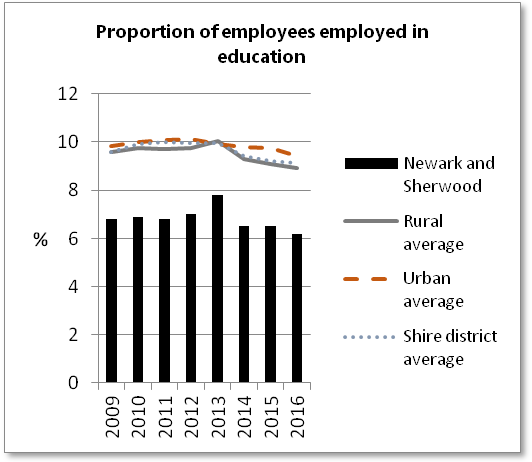 Proportion of employees employed in
education
12
10
8
6
4
2
0
%
2009
2010
2011
2012
2013
2014
2015
2016
Newark and
Sherwood
Rural
average
Urban
average
Shire district
average